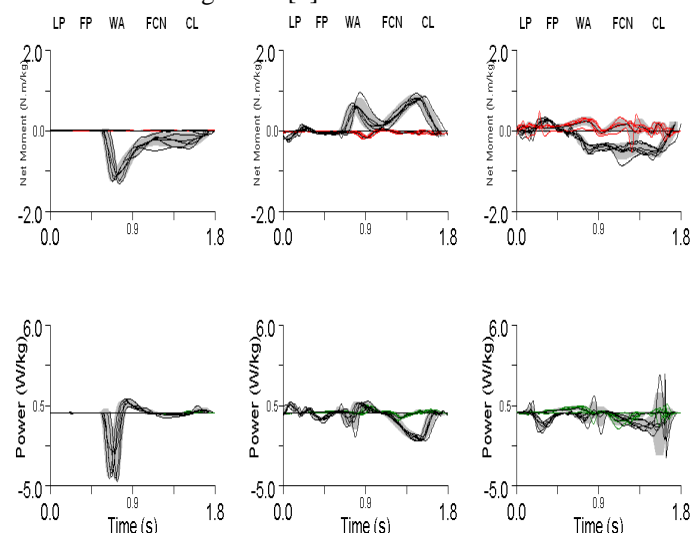 LP FP WA FCN CL LP FP WA FCN CL LP FP WA FCN CL
2.0 2.0 2.0
Net Moment (N.m/kg) Net Moment (N.m/kg) Net Moment (N.m/kg)
0.0 0.0 0.0
-2.0 -2.0 -2.0
0.0 0.9 1.8 0.0 0.9 1.8 0.0 0.9 1.8
6.0 6.0 6.0
Power (W/kg) Power (W/kg) Power (W/kg)
0.5 0.5 0.5
-5.0 -5.0 -5.0
0.0 0.9 1.8 0.0 0.9 1.8 0.0 0.9 1.8
Time (s) Time (s) Time (s)